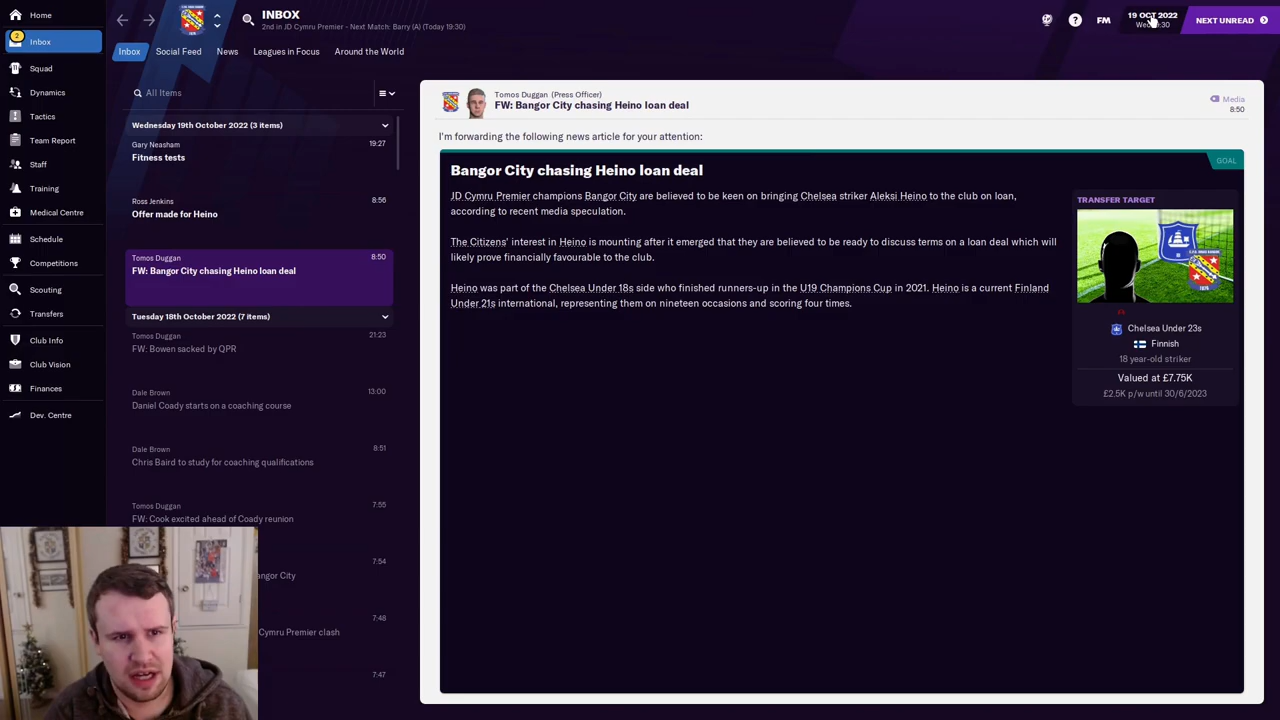 INBOX
2nd in JD Cymru Premier - Next Match: Barry (A) (Today 19:30)
FM
19 OCT 2022
NEXT UNREAD
Home
2
Inbox
Squad
Dynamics
Tactics
Team Report
Staff
Training
Medical Centre
Schedule
Competitions
Scouting
Transfers
Club Info
Club Vision
Finances
Dev. Centre
Inbox
Social Feed
News
Leagues in Focus
Around the World
All Items
Wednesday 19th October 2022 (3 items)
Gary Neasham
19:27
Fitness tests
Ross Jenkins
8:56
Offer made for Heino
Tomos Duggan
8:50
FW: Bangor City chasing Heino loan deal
Tuesday 18th October 2022 (7 items)
Tomos Duggan
21:23
FW: Bowen sacked by QPR
Dale Brown
13:00
Daniel Coady starts on a coaching course
Dale Brown
8:51
Chris Baird to study for coaching qualifications
Tomos Duggan
7:55
FW: Cook excited ahead of Coady reunion
7:54
angor City
7:48
Cymru Premier clash
7:47
Tomos Duggan (Press Officer)
FW: Bangor City chasing Heino loan deal
Media
8:50
I'm forwarding the following news article for your attention:
GOAL
Bangor City chasing Heino loan deal
JD Cymru Premier champions Bangor City are believed to be keen on bringing Chelsea striker Aleksi Heino to the club on loan,
according to recent media speculation.
The Citizens' interest in Heino is mounting after it emerged that they are believed to be ready to discuss terms on a loan deal which will
likely prove financially favourable to the club.
Heino was part of the Chelsea Under 18s side who finished runners-up in the U19 Champions Cup in 2021. Heino is a current Finland
Under 21s international, representing them on nineteen occasions and scoring four times.
TRANSFER TARGET
Chelsea Under 23s
Finnish
18 year-old striker
Valued at £7.75K
£2.5K p/w until 30/6/2023